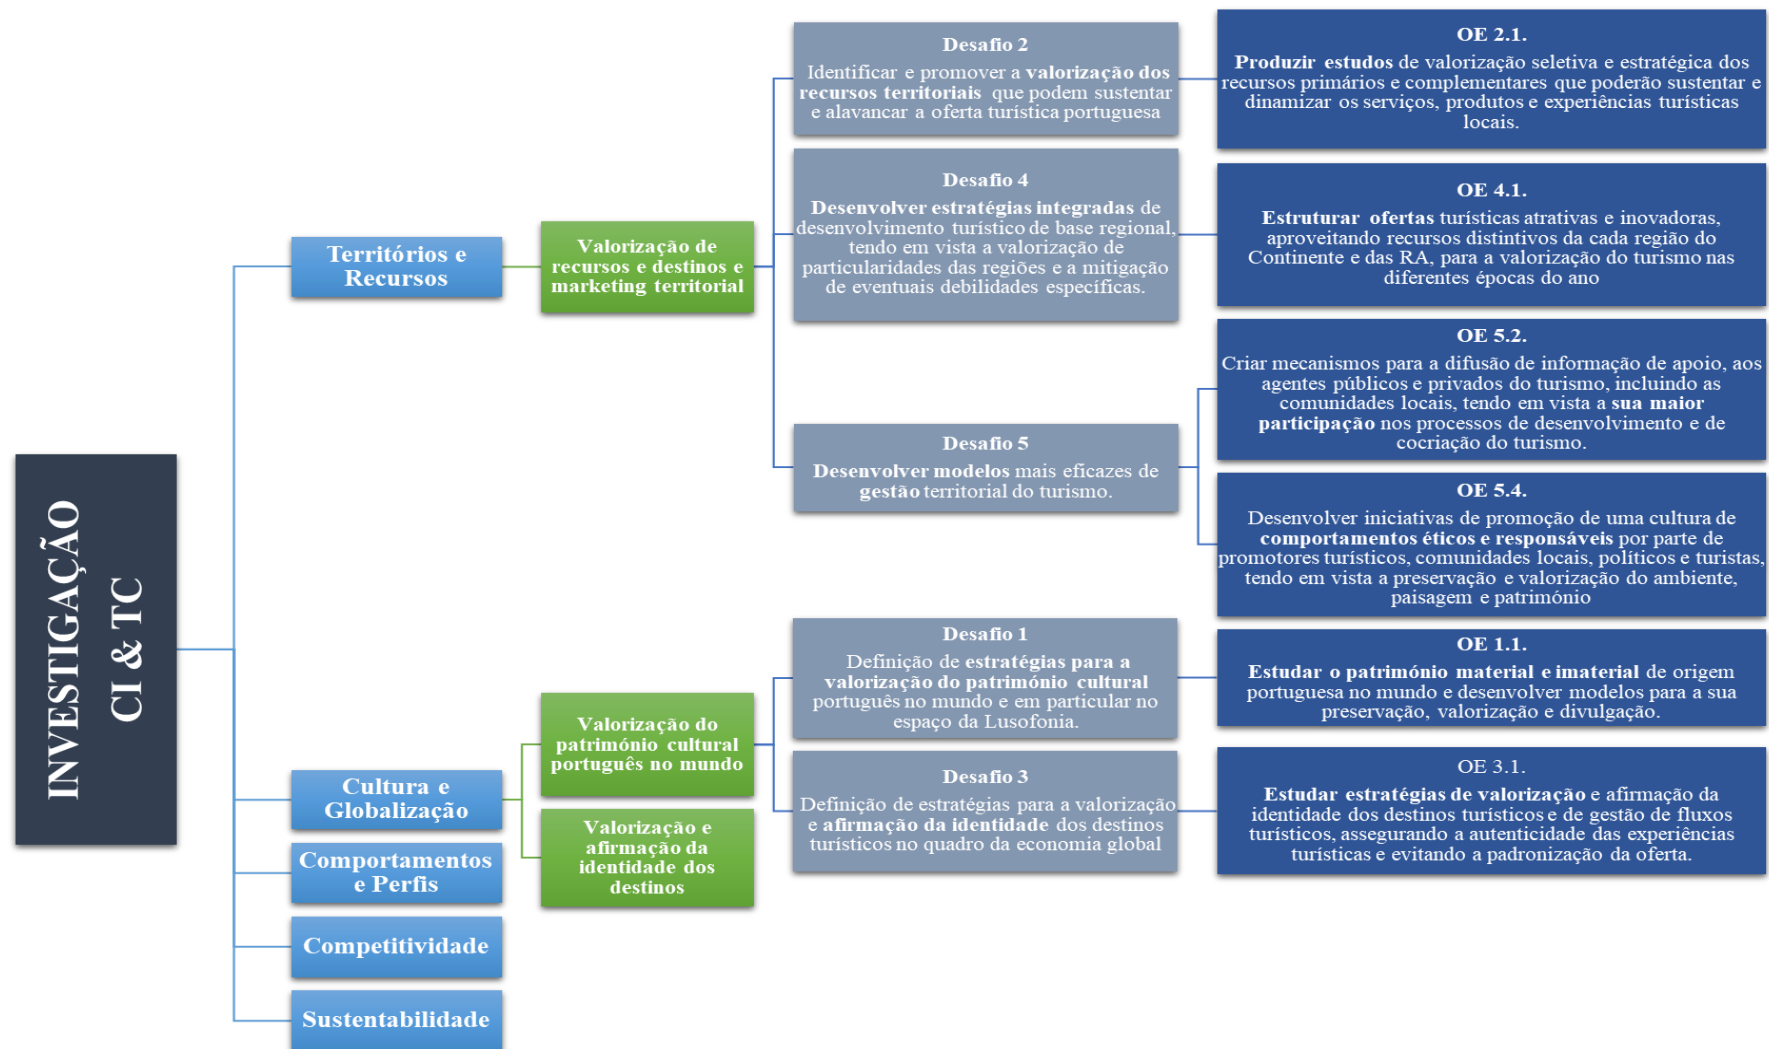 INVESTIGAÇÃO
CI & TC
Territórios e
Recursos
Valorização de
recursos e destinos e
marketing territorial
Desafio 2
Identificar e promover a valorização dos
recursos territoriais que podem sustentar
e alavancar a oferta turística portuguesa
OE 2.1.
Produzir estudos de valorização seletiva e estratégica dos
recursos primários e complementares que poderão sustentar e
dinamizar os serviços, produtos e experiências turísticas
locais.
Desafio 4
Desenvolver estratégias integradas de
desenvolvimento turístico de base regional,
tendo em vista a valorização de
particularidades das regiões e a mitigação
de eventuais debilidades específicas.
OE 4.1.
Estruturar ofertas turísticas atrativas e inovadoras,
aproveitando recursos distintivos da cada região do
Continente e das RA, para a valorização do turismo nas
diferentes épocas do ano
Desafio 5
Desenvolver modelos mais eficazes de
gestão territorial do turismo.
OE 5.2.
Criar mecanismos para a difusão de informação de apoio, aos
agentes públicos e privados do turismo, incluindo as
comunidades locais, tendo em vista a sua maior
participação nos processos de desenvolvimento e de
cocriação do turismo.
OE 5.4.
Desenvolver iniciativas de promoção de uma cultura de
comportamentos éticos e responsáveis por parte de
promotores turísticos, comunidades locais, políticos e turistas,
tendo em vista a preservação e valorização do ambiente,
paisagem e património
Cultura e
Globalização
Valorização do
património cultural
português no mundo
Desafio 1
Definição de estratégias para a
valorização do património cultural
português no mundo e em particular no
espaço da Lusofonia.
OE 1.1.
Estudar o património material e imaterial de origem
portuguesa no mundo e desenvolver modelos para a sua
preservação, valorização e divulgação.
Desafio 3
Definição de estratégias para a valorização
e afirmação da identidade dos destinos
turísticos no quadro da economia global
OE 3.1.
Estudar estratégias de valorização e afirmação da
identidade dos destinos turísticos e de gestão de fluxos
turísticos, assegurando a autenticidade das experiências
turísticas e evitando a padronização da oferta.
Valorização e
afirmação da
identidade dos
destinos
Comportamentos
e Perfis
Competitividade
Sustentabilidade